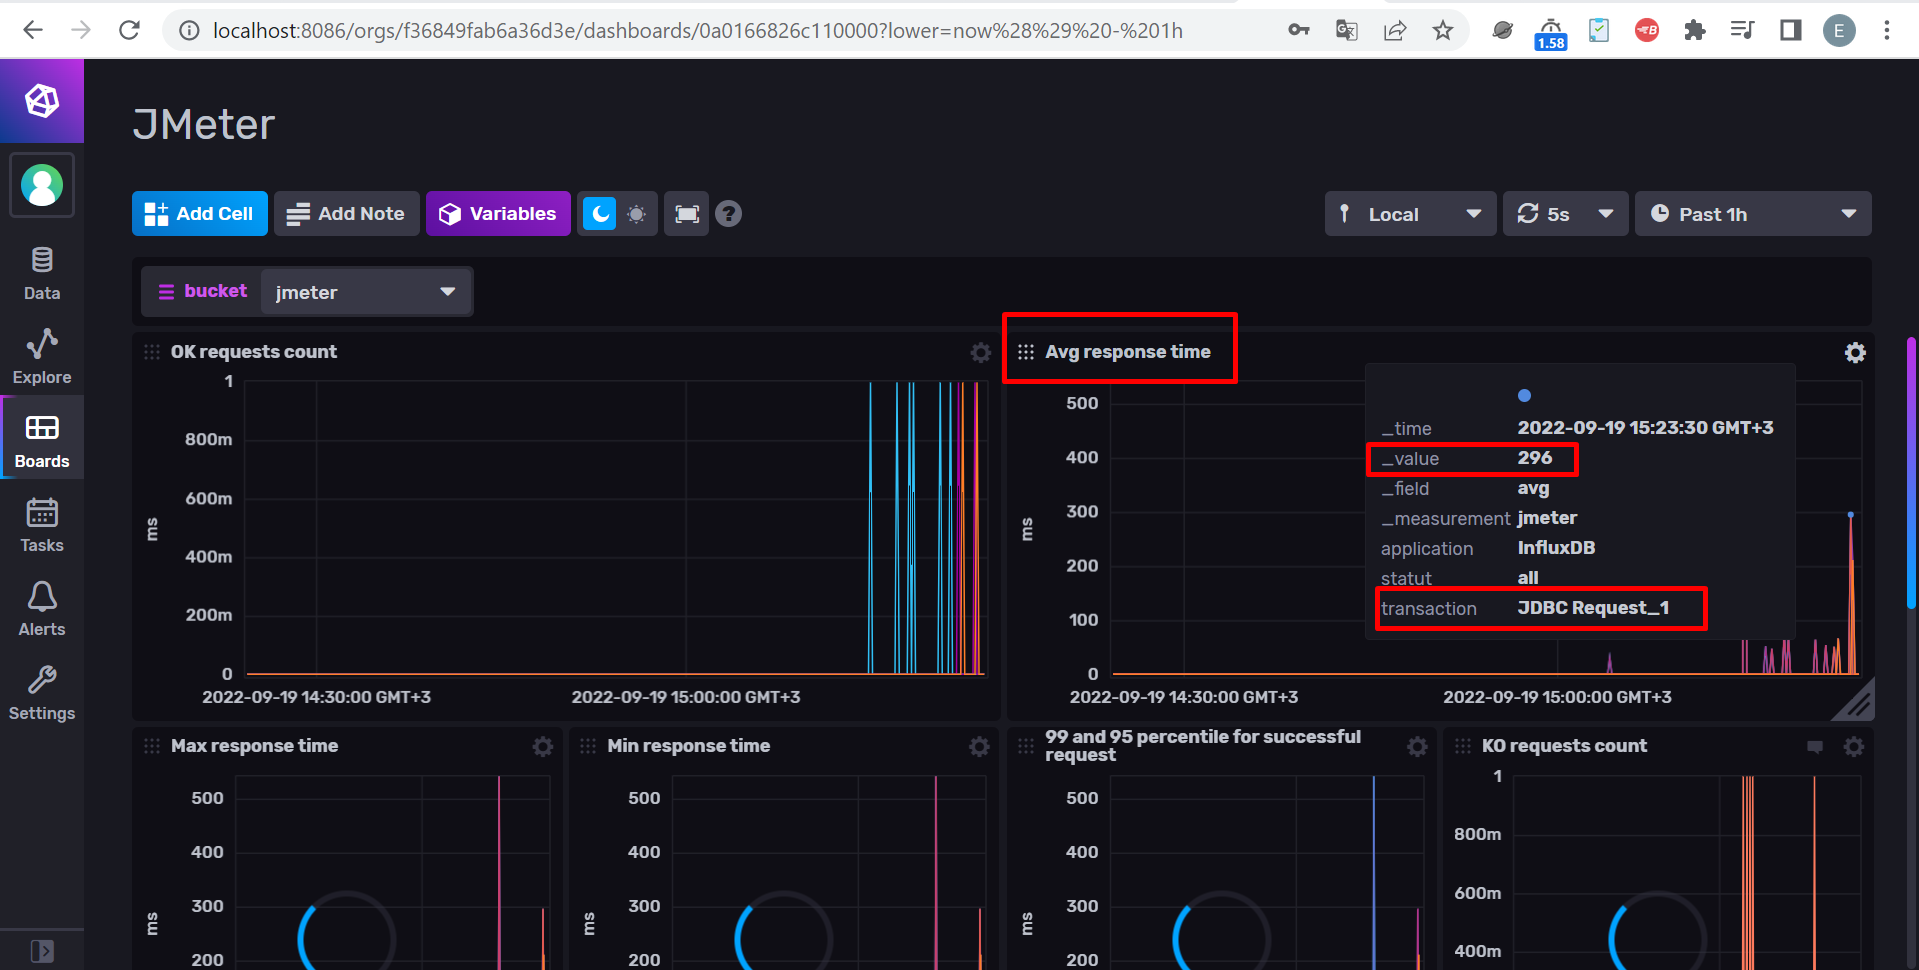 localhost:8086/orgs/f36849fab6a36d3e/dashboards/0a0166826c110000?lower=now%28%29%20-%201h
1.58
B
E
JMeter
Add Cell
Add Note
Variables
?
Local
5s
Past 1h
Data
Explore
Boards
Tasks
Alerts
Settings
bucket
jmeter
OK requests count
1
800m
600m
400m
200m
0
ms
2022-09-19 14:30:00 GMT+3
2022-09-19 15:00:00 GMT+3
Avg response time
500
400
300
200
100
0
ms
2022-09-19 14:30:00 GMT+3
2022-09-19 15:00:00 GMT+3
_time 2022-09-19 15:23:30 GMT+3
_value 296
_field avg
_measurement jmeter
application InfluxDB
statut all
transaction JDBC Request_1
Max response time
500
400
300
200
ms
Min response time
500
400
300
200
ms
99 and 95 percentile for successful
request
500
400
300
200
ms
KO requests count
1
800m
600m
400m